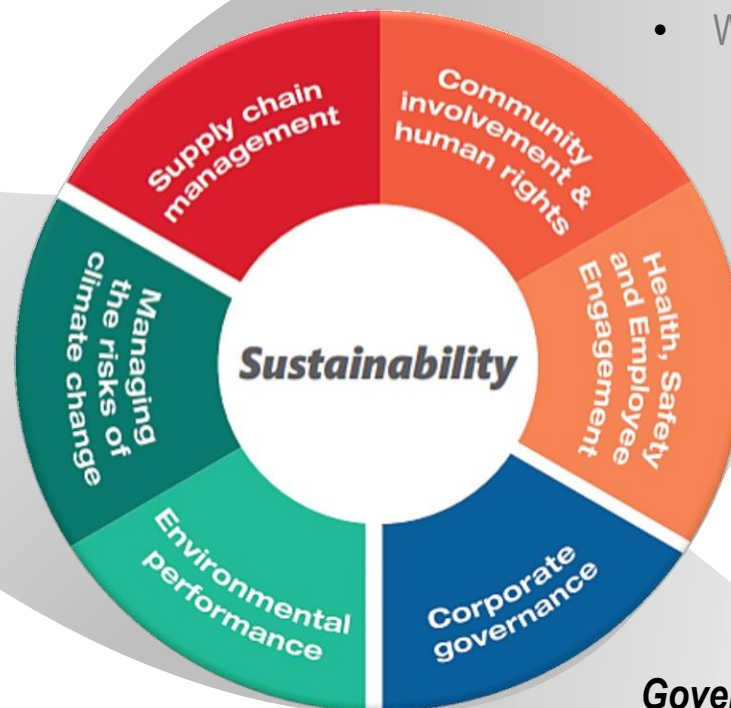 • W
Supply chain
management
Community
involvement &
human rights
Health, Safety
and Employee
Engagement
Managing
the risks of
climate change
Sustainability
Environmental
performance
Corporate
governance
Gover